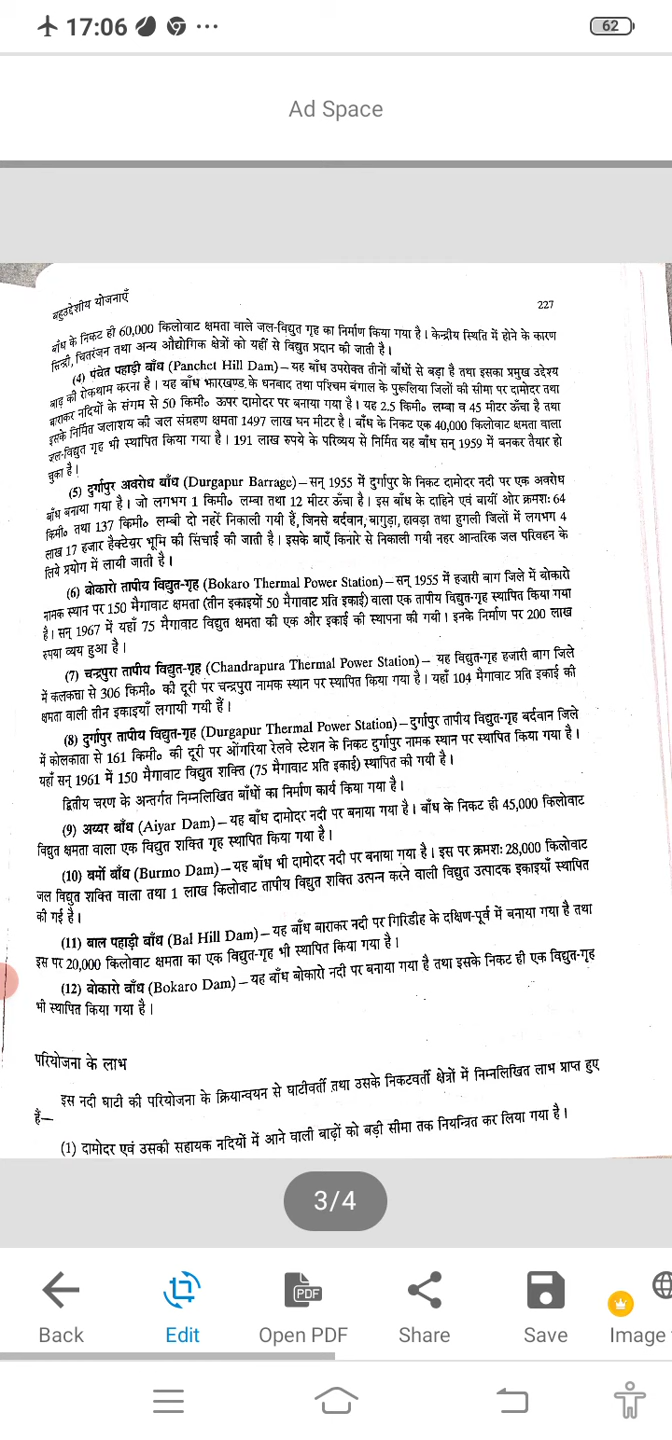 17:06
62
Ad Space
बहुउद्देशीय योजनाएँ
227
बाँध के निकट ही 60,000 किलोवाट क्षमता वाले जल-विद्युत गृह का निर्माण किया गया है। केन्द्रीय स्थिति में होने के कारण
सिन्द्री, चितरंजन तथा अन्य औद्योगिक क्षेत्रों को यहीं से विद्युत प्रदान की जाती है।
(4) पंचेत पहाड़ी बाँध (Panchet Hill Dam)–यह बाँध उपरोक्त तीनों बाँधों से बड़ा है तथा इसका प्रमुख उद्देश्य
बाढ़ की रोकथाम करना है। यह बाँध झारखण्ड के धनवाद तथा पश्चिम बंगाल के पुरूलिया जिलों की सीमा पर दामोदर तथा
बाराकर नदियों के संगम से 50 किमी० ऊपर दामोदर पर बनाया गया है। यह 2.5 किमी० लम्बा व 45 मीटर ऊँचा है तथा
इसके निर्मित जलाशय की जल संग्रहण क्षमता 1497 लाख घन मीटर है। बाँध के निकट एक 40,000 किलोवाट क्षमता वाला
जल-विद्युत गृह भी स्थापित किया गया है। 191 लाख रुपये के परिव्यय से निर्मित यह बाँध सन् 1959 में बनकर तैयार हो
चुका है।
(5) दुर्गापुर अवरोध बाँध (Durgapur Barrage)–सन् 1955 में दुर्गापुर के निकट दामोदर नदी पर एक अवरोध
बाँध बनाया गया है। जो लगभग 1 किमी० लम्बा तथा 12 मीटर ऊँचा है। इस बाँध के दाहिने एवं बायीं ओर क्रमशः 64
किमी० तथा 137 किमी० लम्बी दो नहरें निकाली गयी हैं, जिनसे बर्दवान, बागुड़ा, हावड़ा तथा हुगली जिलों में लगभग 4
लाख 17 हजार हैक्टेयर भूमि की सिंचाई की जाती है। इसके बाएँ किनारे से निकाली गयी नहर आन्तरिक जल परिवहन के
लिये प्रयोग में लायी जाती है।
(6) बोकारो तापीय विद्युत-गृह (Bokaro Thermal Power Station)–सन् 1955 में हजारी बाग जिले में बोकारो
नामक स्थान पर 150 मैगावाट क्षमता (तीन इकाइयों 50 मैगावाट प्रति इकाई) वाला एक तापीय विद्युत-गृह स्थापित किया गया
है। सन् 1967 में यहाँ 75 मैगावाट विद्युत क्षमता की एक और इकाई की स्थापना की गयी। इनके निर्माण पर 200 लाख
रुपया व्यय हुआ है।
(7) चन्द्रपुरा तापीय विद्युत-गृह (Chandrapura Thermal Power Station)– यह विद्युत-गृह हजारी बाग जिले
में कलकत्ता से 306 किमी० की दूरी पर चन्द्रपुरा नामक स्थान पर स्थापित किया गया है। यहाँ 104 मैगावाट प्रति इकाई की
क्षमता वाली तीन इकाइयाँ लगायी गयी हैं।
(8) दुर्गापुर तापीय विद्युत-गृह (Durgapur Thermal Power Station)–दुर्गापुर तापीय विद्युत-गृह बर्दवान जिले
में कोलकाता से 161 किमी० की दूरी पर ओंगरिया रेलवे स्टेशन के निकट दुर्गापुर नामक स्थान पर स्थापित किया गया है।
यहाँ सन् 1961 में 150 मैगावाट विद्युत शक्ति (75 मैगावाट प्रति इकाई) स्थापित की गयी है।
द्वितीय चरण के अन्तर्गत निम्नलिखित बाँधों का निर्माण कार्य किया गया है।
(9) अय्यर बाँध (Aiyar Dam)–यह बाँध दामोदर नदी पर बनाया गया है। बाँध के निकट ही 45,000 किलोवाट
विद्युत क्षमता वाला एक विद्युत शक्ति गृह स्थापित किया गया है।
(10) बर्मो बाँध (Burmo Dam)–यह बाँध भी दामोदर नदी पर बनाया गया है। इस पर क्रमशः 28,000 किलोवाट
जल विद्युत शक्ति वाला तथा 1 लाख किलोवाट तापीय विद्युत शक्ति उत्पन्न करने वाली विद्युत उत्पादक इकाइयाँ स्थापित
की गई है।
(11) बाल पहाड़ी बाँध (Bal Hill Dam)–यह बाँध बाराकर नदी पर गिरिडीह के दक्षिण-पूर्व में बनाया गया है तथा
इस पर 20,000 किलोवाट क्षमता का एक विद्युत-गृह भी स्थापित किया गया है।
(12) बोकारो बाँध (Bokaro Dam)–यह बाँध बोकारो नदी पर बनाया गया है तथा इसके निकट ही एक विद्युत-गृह
भी स्थापित किया गया है।
परियोजना के लाभ
इस नदी घाटी की परियोजना के क्रियान्वयन से घाटीवर्ती तथा उसके निकटवर्ती क्षेत्रों में निम्नलिखित लाभ प्राप्त हुए
हैं–
(1) दामोदर एवं उसकी सहायक नदियों में आने वाली बाढ़ों को बड़ी सीमा तक नियन्त्रित कर लिया गया है।
3/4
PDF
Back Edit Open PDF Share Save Image